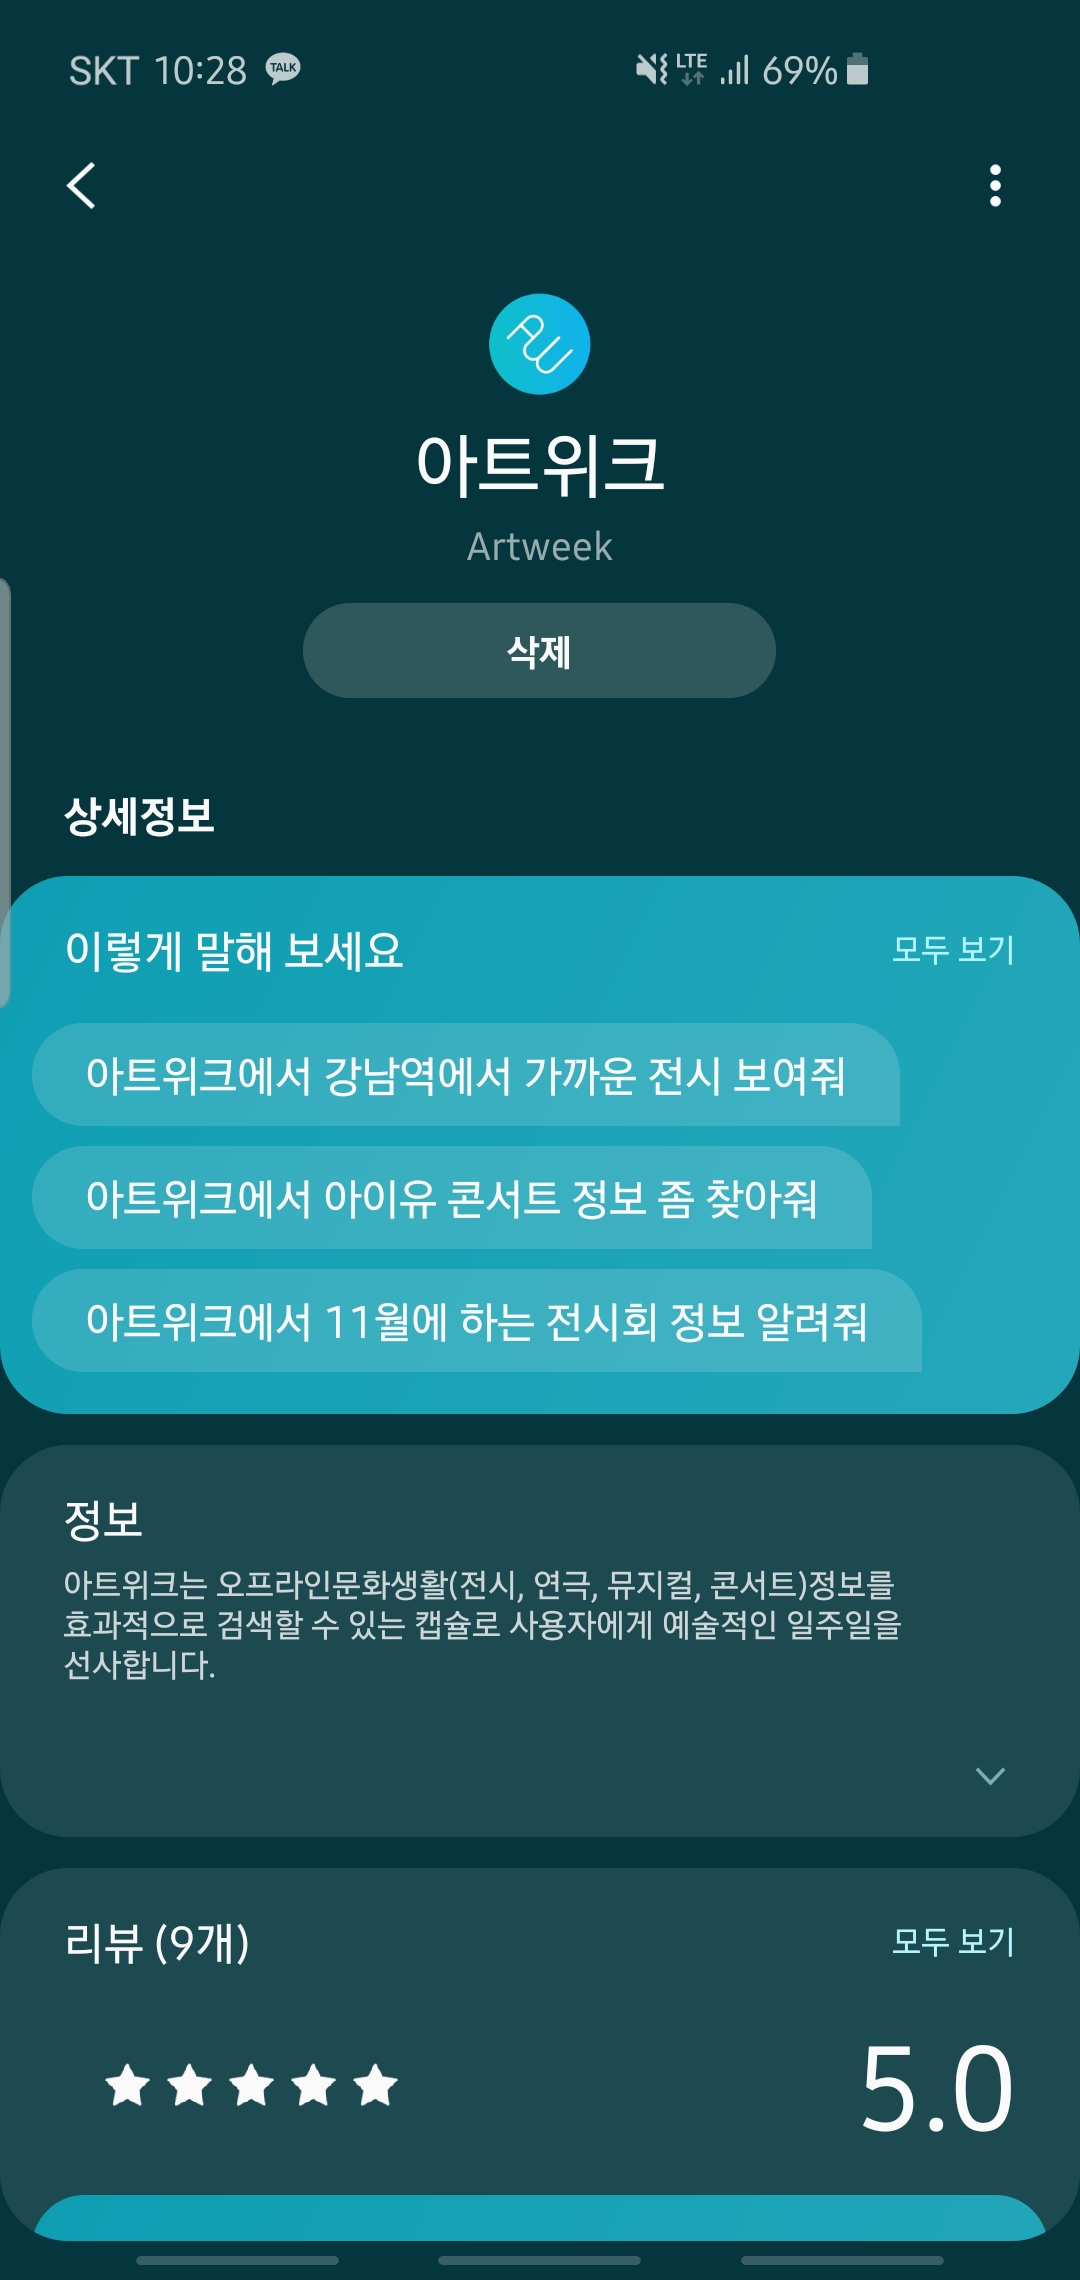 SKT 10:28 TALK LTE 69%
아트위크
Artweek
삭제
상세정보
이렇게 말해 보세요 모두 보기
아트위크에서 강남역에서 가까운 전시 보여줘
아트위크에서 아이유 콘서트 정보 좀 찾아줘
아트위크에서 11월에 하는 전시회 정보 알려줘
정보
아트위크는 오프라인문화생활(전시, 연극, 뮤지컬, 콘서트)정보를
효과적으로 검색할 수 있는 캡슐로 사용자에게 예술적인 일주일을
선사합니다.
리뷰 (9개) 모두 보기
5.0